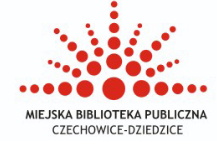 MIEJSKA BIBLIOTEKA PUBLICZNA
CZECHOWICE-DZIEDZICE